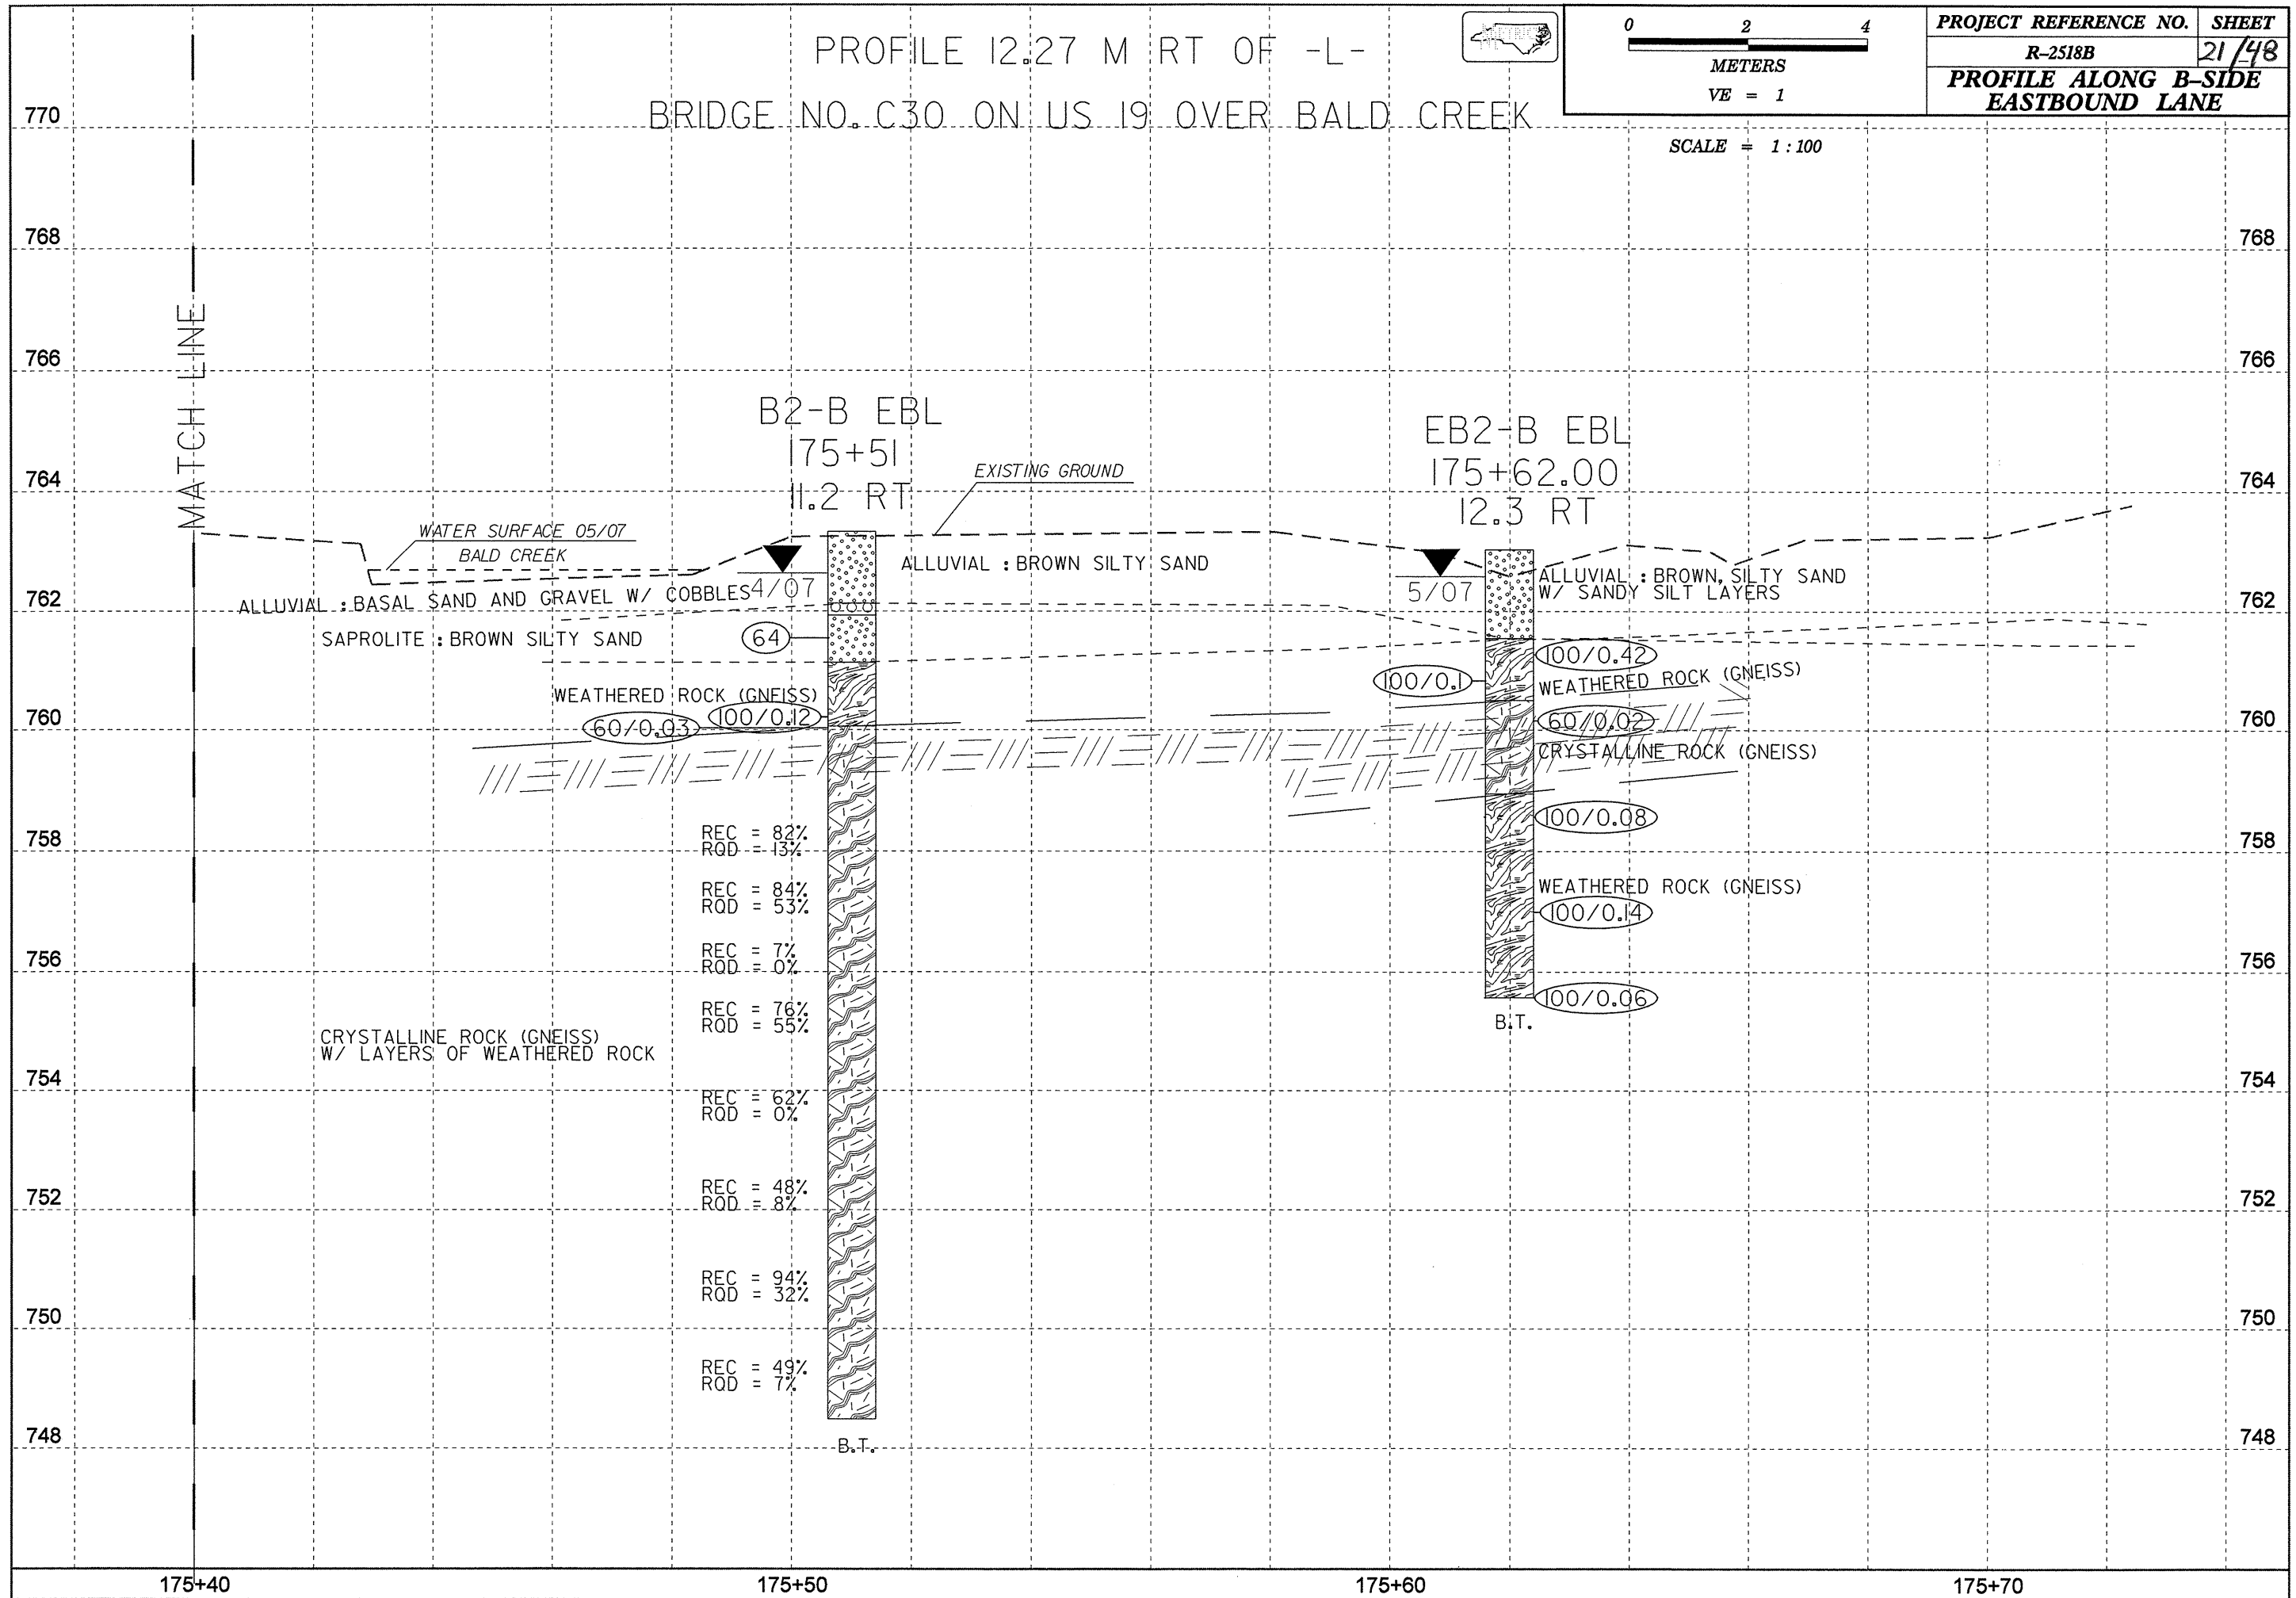 PROFILE 12.27 M RT OF -L-
BRIDGE NO. C30 ON US 19 OVER BALD CREEK
0 2 4
METERS
VE = 1
PROJECT REFERENCE NO. SHEET
R-2518B 21/48
PROFILE ALONG B-SIDE
EASTBOUND LANE
SCALE = 1 : 100
770
768 768
766 766
764 764
762 762
760 760
758 758
756 756
754 754
752 752
750 750
748 748
MATCH LINE
B2-B EBL
175+51
11.2 RT
EXISTING GROUND
EB2-B EBL
175+62.00
12.3 RT
WATER SURFACE 05/07
BALD CREEK
4/07
ALLUVIAL : BROWN SILTY SAND
5/07
ALLUVIAL : BROWN, SILTY SAND
W/ SANDY SILT LAYERS
ALLUVIAL : BASAL SAND AND GRAVEL W/ COBBLES
SAPROLITE : BROWN SILTY SAND
64
100/0.42
100/0.1
WEATHERED ROCK (GNEISS)
WEATHERED ROCK (GNEISS)
100/0.12
60/0.03
60/0.02
CRYSTALLINE ROCK (GNEISS)
100/0.08
WEATHERED ROCK (GNEISS)
100/0.14
100/0.06
B.T.
REC = 82%
RQD = 13%
REC = 84%
RQD = 53%
REC = 7%
RQD = 0%
REC = 76%
RQD = 55%
CRYSTALLINE ROCK (GNEISS)
W/ LAYERS OF WEATHERED ROCK
REC = 62%
RQD = 0%
REC = 48%
RQD = 8%
REC = 94%
RQD = 32%
REC = 49%
RQD = 7%
B.T.
175+40 175+50 175+60 175+70